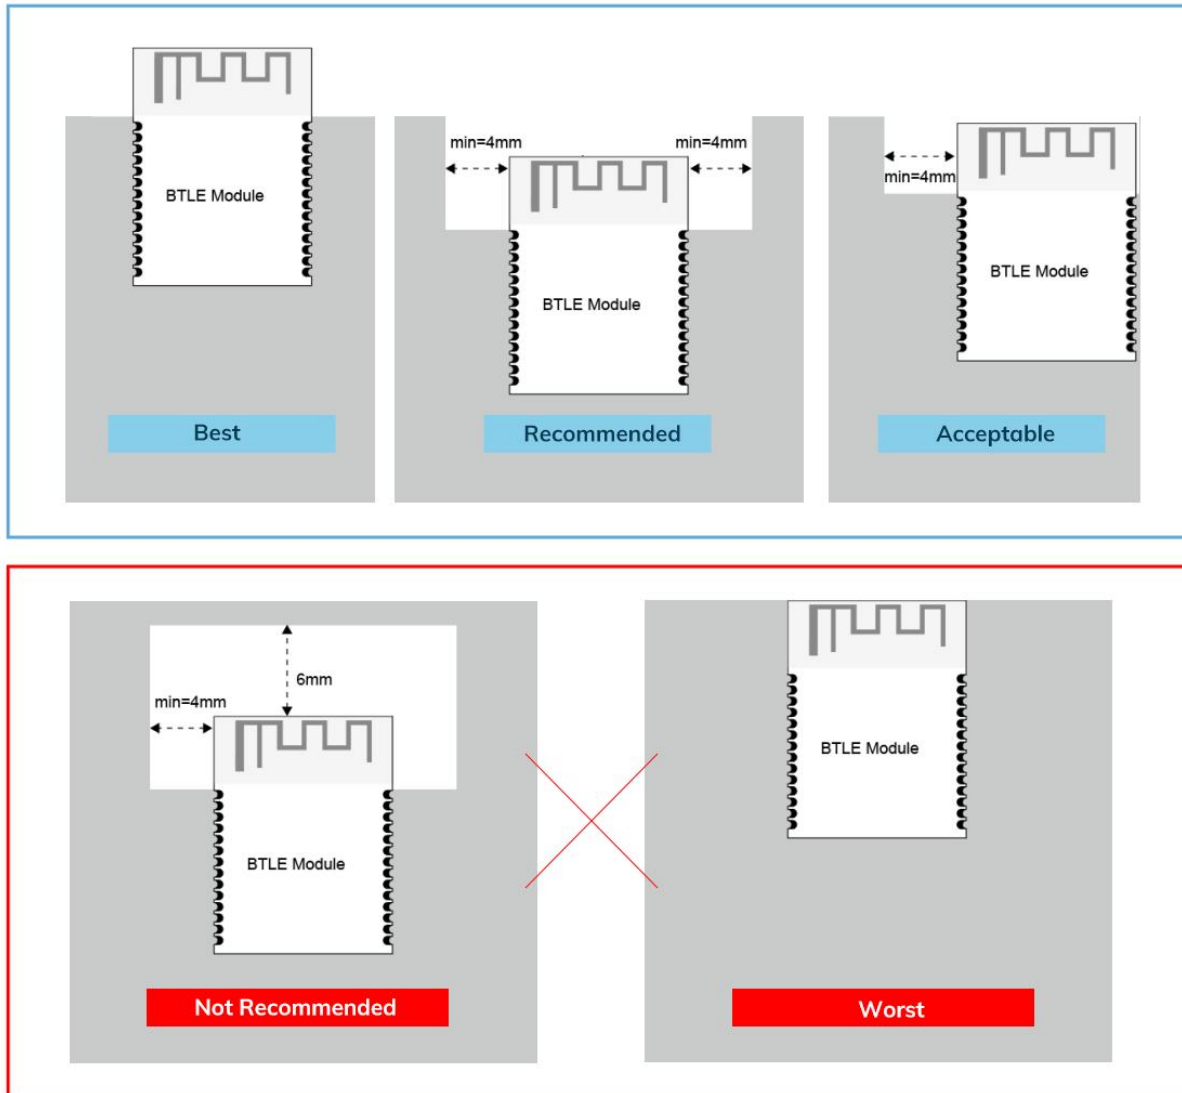 min=4mm
min=4mm
min=4mm
BTLE Module
BTLE Module
BTLE Module
Best
Recommended
Acceptable
6mm
min=4mm
BTLE Module
BTLE Module
Not Recommended
Worst